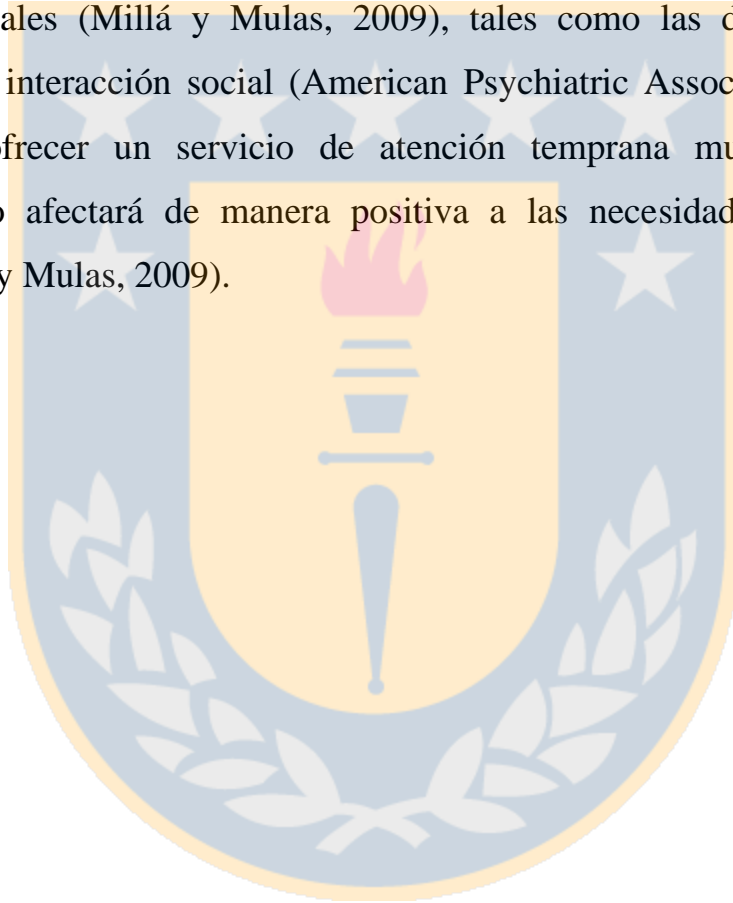 ales (Millá y Mulas, 2009), tales como las d
interacción social (American Psychiatric Assoc
frecer un servicio de atención temprana mu
o afectará de manera positiva a las necesidad
y Mulas, 2009).